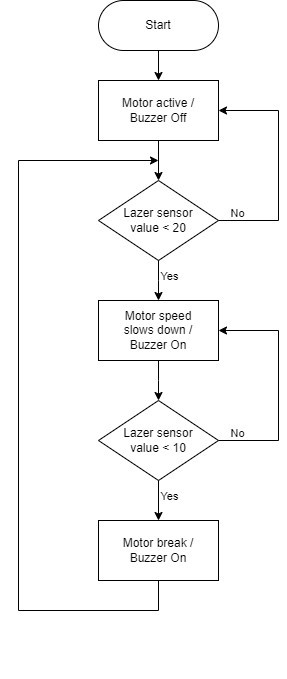 Start
Motor active /
Buzzer Off
Lazer sensor
value < 20
No
Yes
Motor speed
slows down /
Buzzer On
Lazer sensor
value < 10
No
Yes
Motor break /
Buzzer On